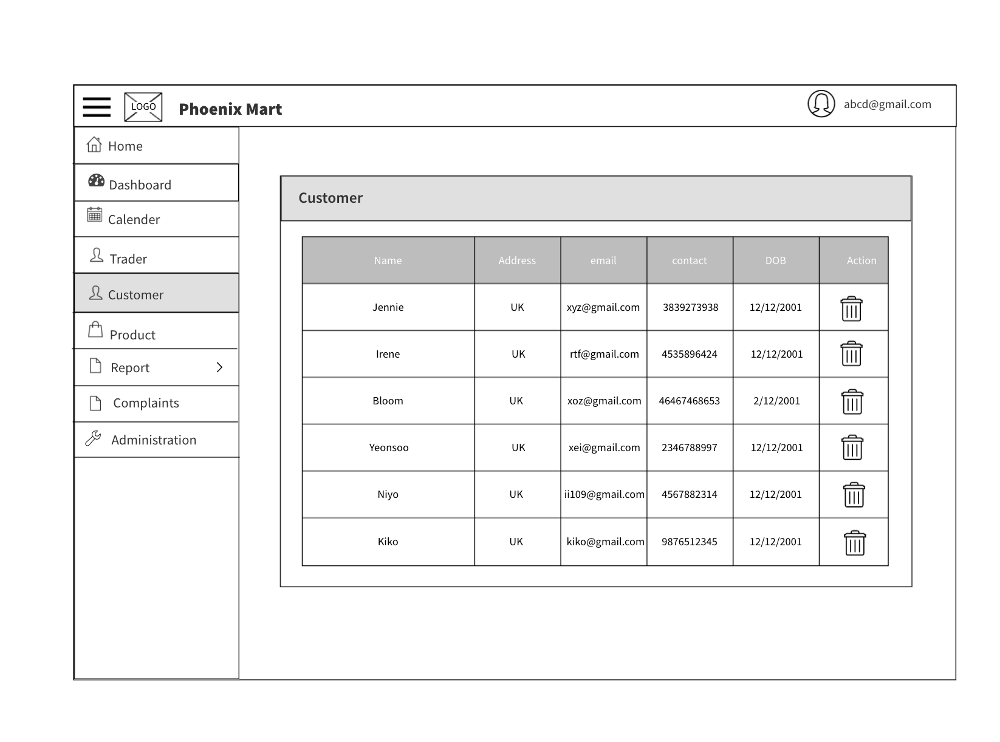 LOGO
Phoenix Mart
abcd@gmail.com
Home
Dashboard
Calender
Trader
Customer
Product
Report
Complaints
Administration
Customer
Name Address email contact DOB Action
Jennie UK xyz@gmail.com 3839273938 12/12/2001
Irene UK rtf@gmail.com 4535896424 12/12/2001
Bloom UK xoz@gmail.com 46467468653 2/12/2001
Yeonsoo UK xei@gmail.com 2346788997 12/12/2001
Niyo UK ii109@gmail.com 4567882314 12/12/2001
Kiko UK kiko@gmail.com 9876512345 12/12/2001